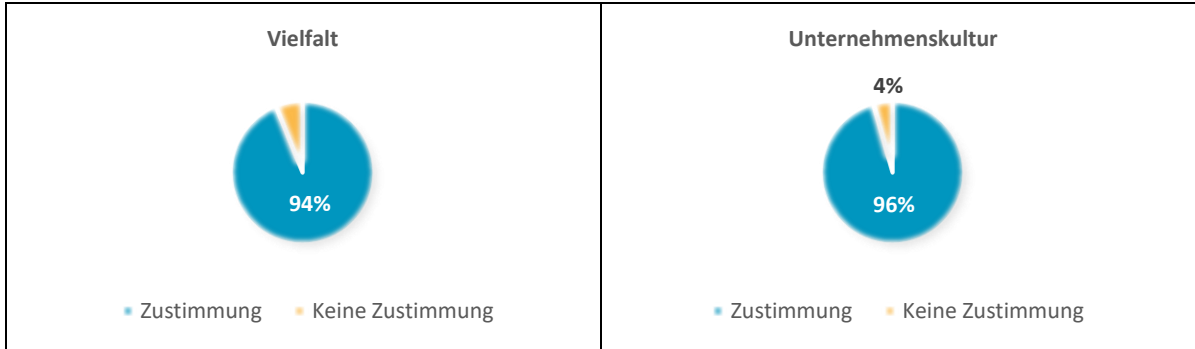 Vielfalt
94%
Zustimmung Keine Zustimmung
Unternehmenskultur
4%
96%
Zustimmung Keine Zustimmung